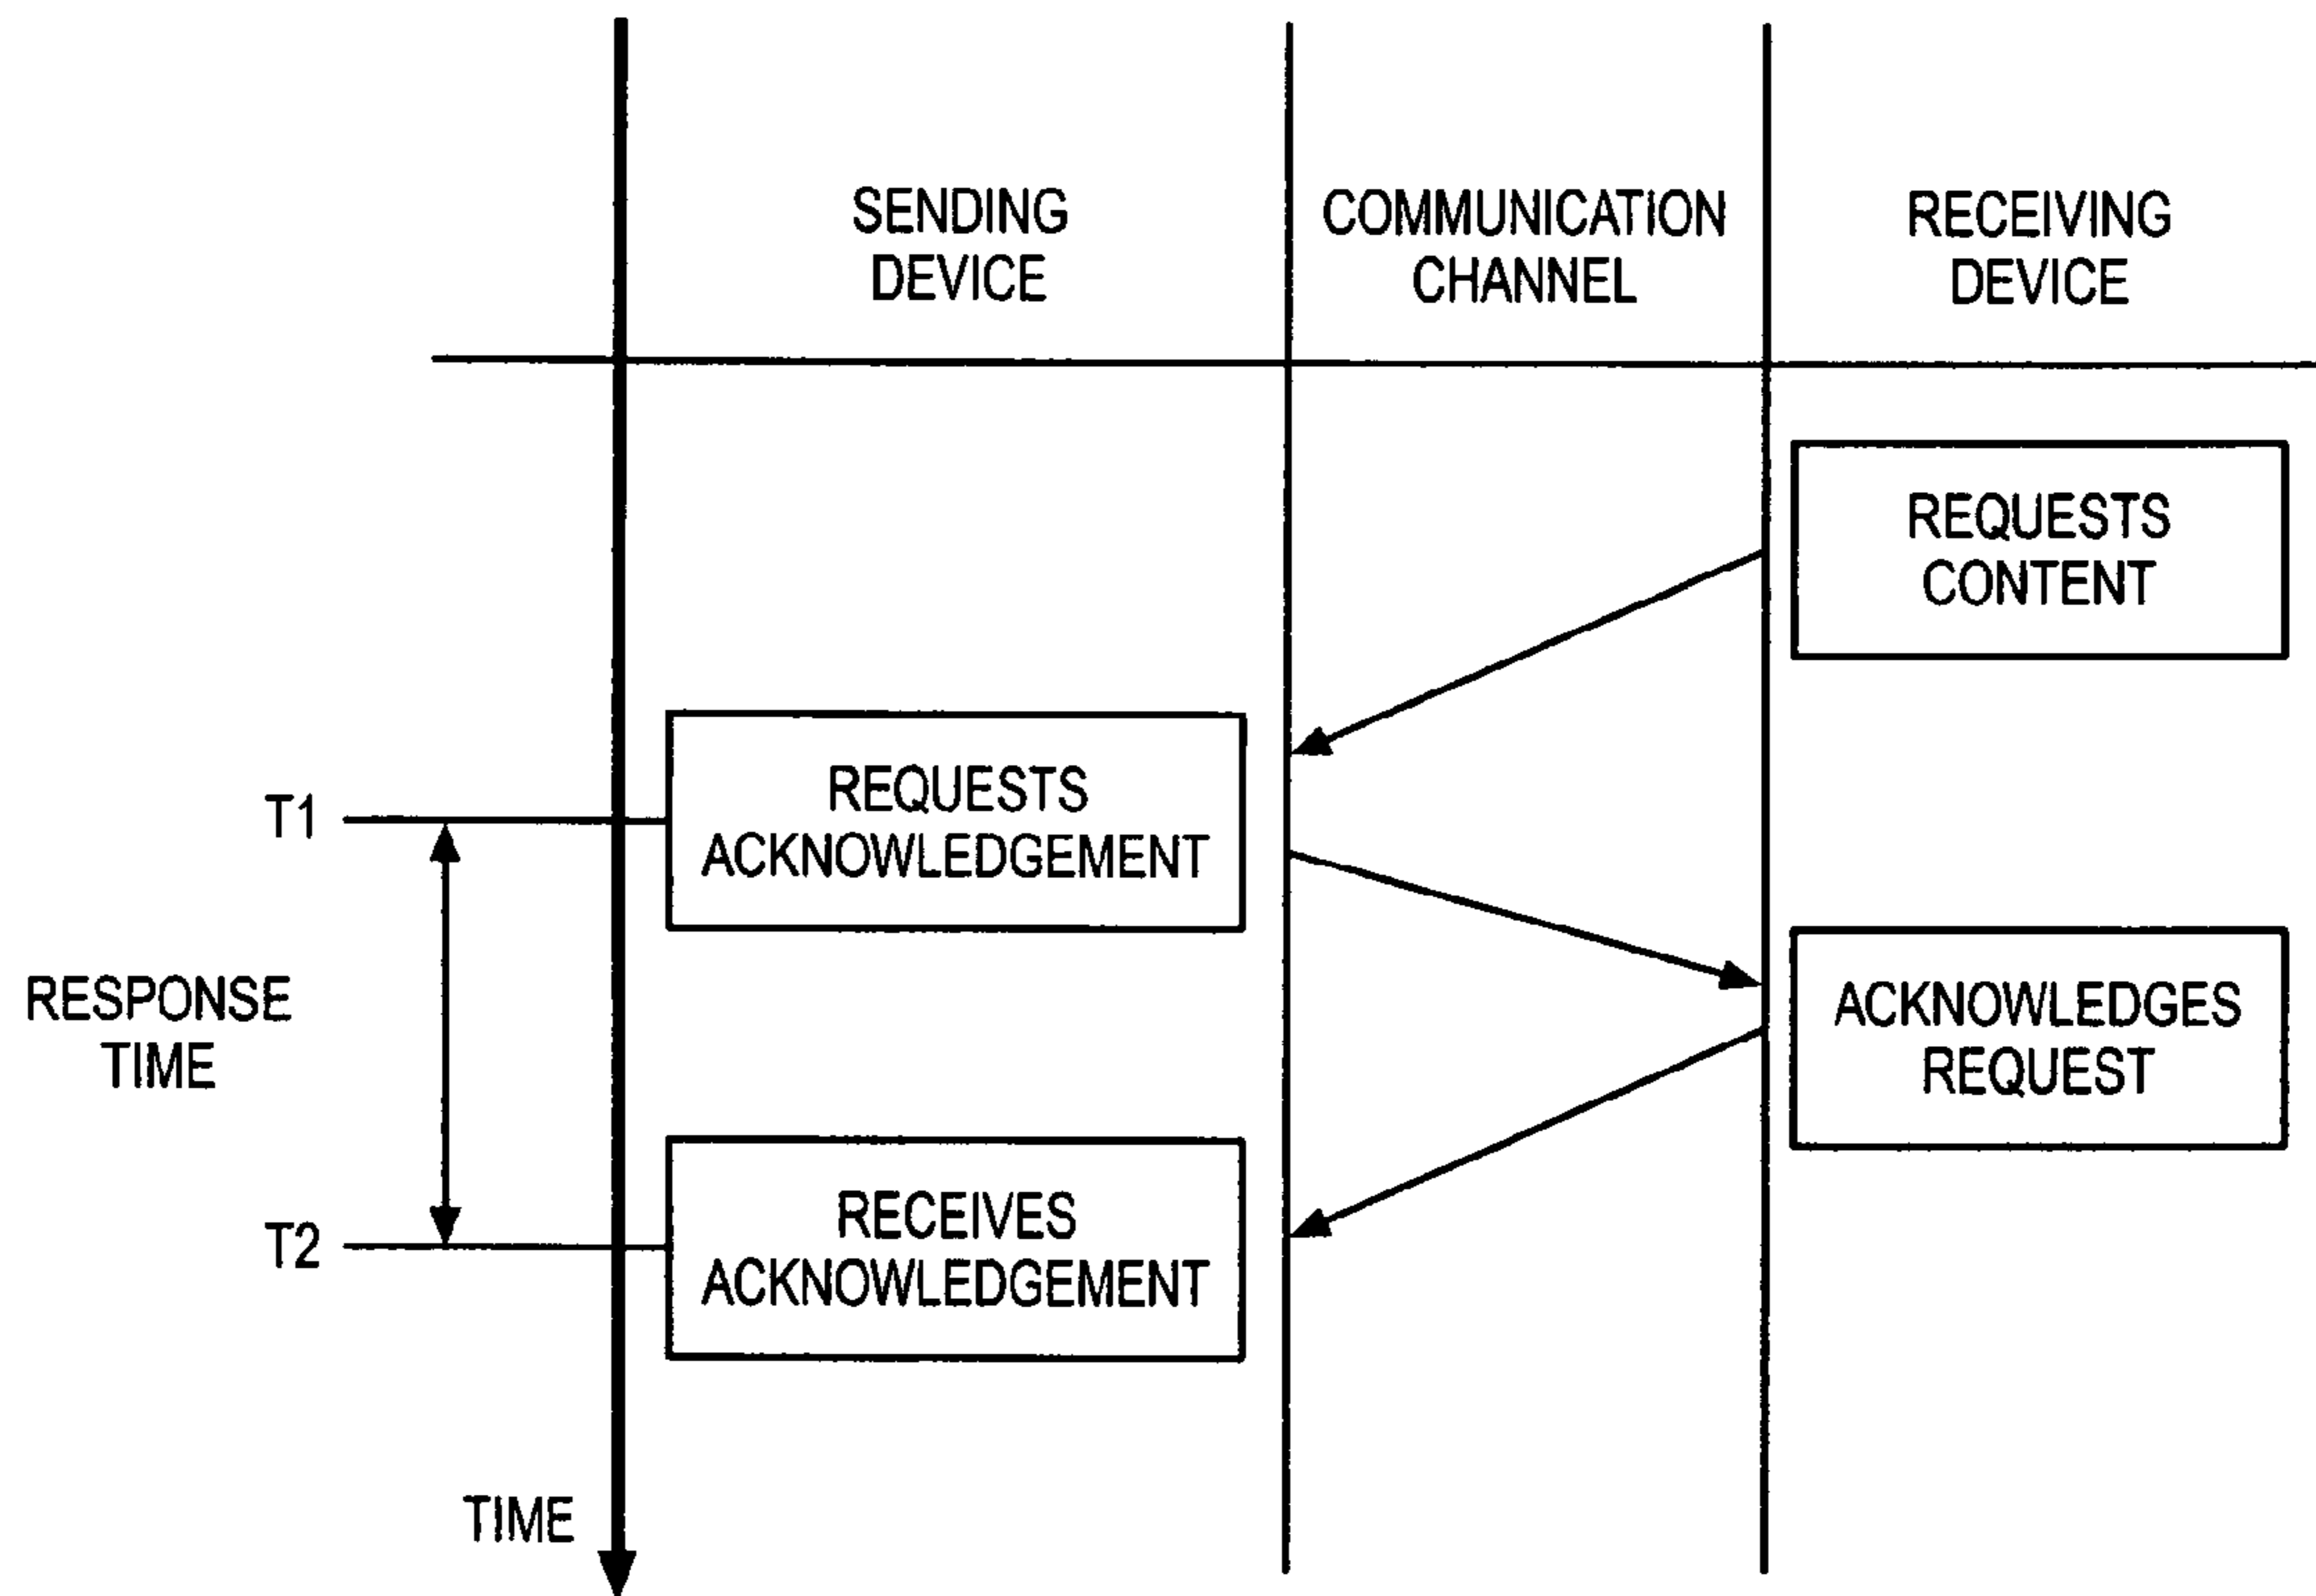 SENDING
DEVICE
COMMUNICATION
CHANNEL
RECEIVING
DEVICE
REQUESTS
CONTENT
T1
REQUESTS
ACKNOWLEDGEMENT
RESPONSE
TIME
ACKNOWLEDGES
REQUEST
T2
RECEIVES
ACKNOWLEDGEMENT
TIME